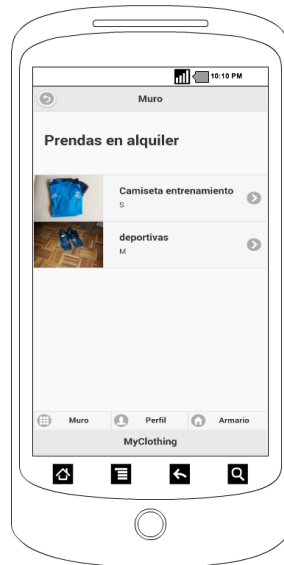 10:10 PM
Muro
Prendas en alquiler
Camiseta entrenamiento
S
deportivas
M
Muro Perfil Armario
MyClothing